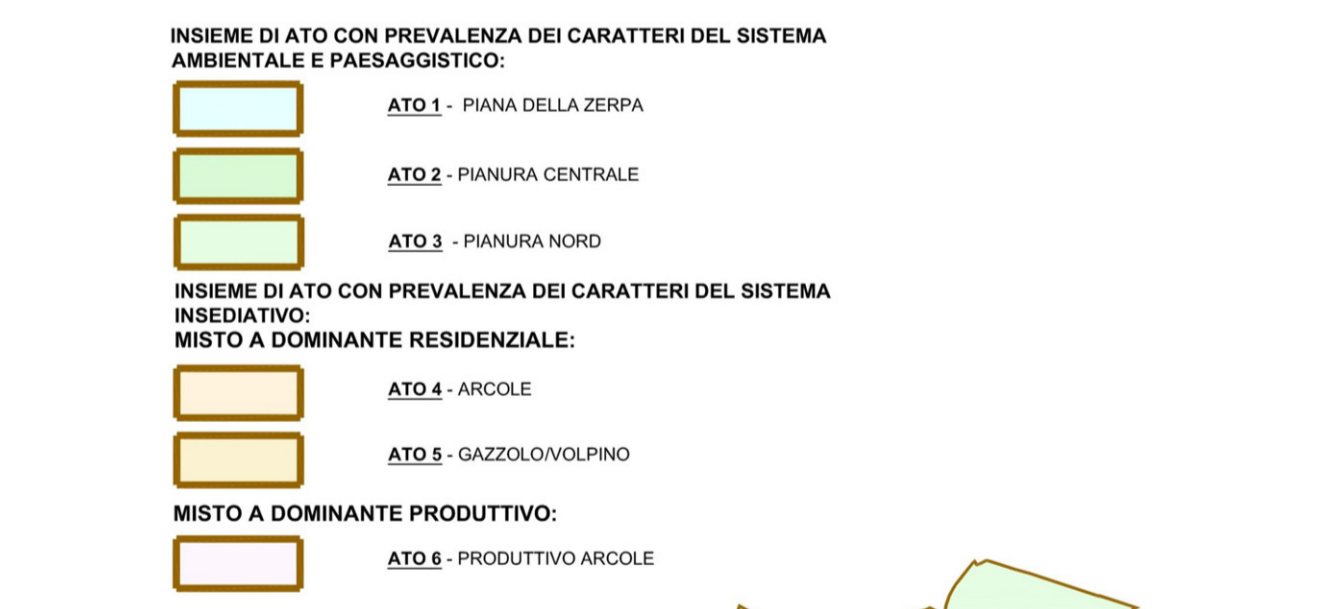 INSIEME DI ATO CON PREVALENZA DEI CARATTERI DEL SISTEMA
AMBIENTALE E PAESAGGISTICO:
ATO 1 - PIANA DELLA ZERPA
ATO 2 - PIANURA CENTRALE
ATO 3 - PIANURA NORD
INSIEME DI ATO CON PREVALENZA DEI CARATTERI DEL SISTEMA
INSEDIATIVO:
MISTO A DOMINANTE RESIDENZIALE:
ATO 4 - ARCOLE
ATO 5 - GAZZOLO/VOLPINO
MISTO A DOMINANTE PRODUTTIVO:
ATO 6 - PRODUTTIVO ARCOLE